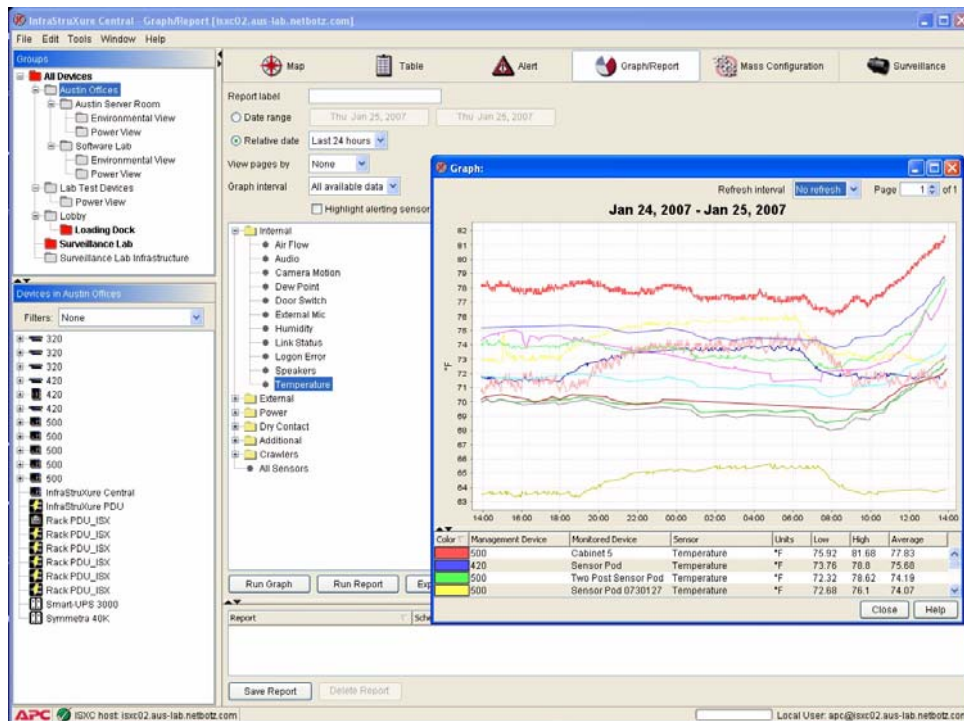 InfraStruXure Central - Graph/Report [isxc02.aus-lab.netbotz.com]
File Edit Tools Window Help
Groups
All Devices
Austin Offices
Austin Server Room
Environmental View
Power View
Software Lab
Environmental View
Power View
Lab Test Devices
Power View
Lobby
Loading Dock
Surveillance Lab
Surveillance Lab Infrastructure
Devices in Austin Offices
Filters: None
320
320
320
420
420
420
500
500
500
500
500
InfraStruXure Central
InfraStruXure PDU
Rack PDU_ISX
Rack PDU_ISX
Rack PDU_ISX
Rack PDU_ISX
Rack PDU_ISX
Rack PDU_ISX
Smart-UPS 3000
Symmetra 40K
Map Table Alert Graph/Report Mass Configuration Surveillance
Report label
Date range Thu Jan 25, 2007 Thu Jan 25, 2007
Relative date Last 24 hours
View pages by None
Graph interval All available data
Highlight alerting sensor
Internal
Air Flow
Audio
Camera Motion
Dew Point
Door Switch
External Mic
Humidity
Link Status
Logon Error
Speakers
Temperature
External
Power
Dry Contact
Additional
Crawlers
All Sensors
Run Graph Run Report Exp
Report Sche
Save Report Delete Report
Graph:
Refresh interval No refresh Page 1 of 1
Jan 24, 2007 - Jan 25, 2007
82
81
80
79
78
77
76
75
74
73
72
71
70
69
68
67
66
65
64
63
°F
14:00 16:00 18:00 20:00 22:00 00:00 02:00 04:00 06:00 08:00 10:00 12:00 14:00
Color Management Device Monitored Device Sensor Units Low High Average
500 Cabinet 5 Temperature °F 75.92 81.68 77.83
420 Sensor Pod Temperature °F 73.76 78.8 75.68
500 Two Post Sensor Pod Temperature °F 72.32 78.62 74.19
500 Sensor Pod 0730127 Temperature °F 72.68 76.1 74.07
Close Help
APC ISXC host: isxc02.aus-lab.netbotz.com
Local User: apc@isxc02.aus-lab.netbotz.com